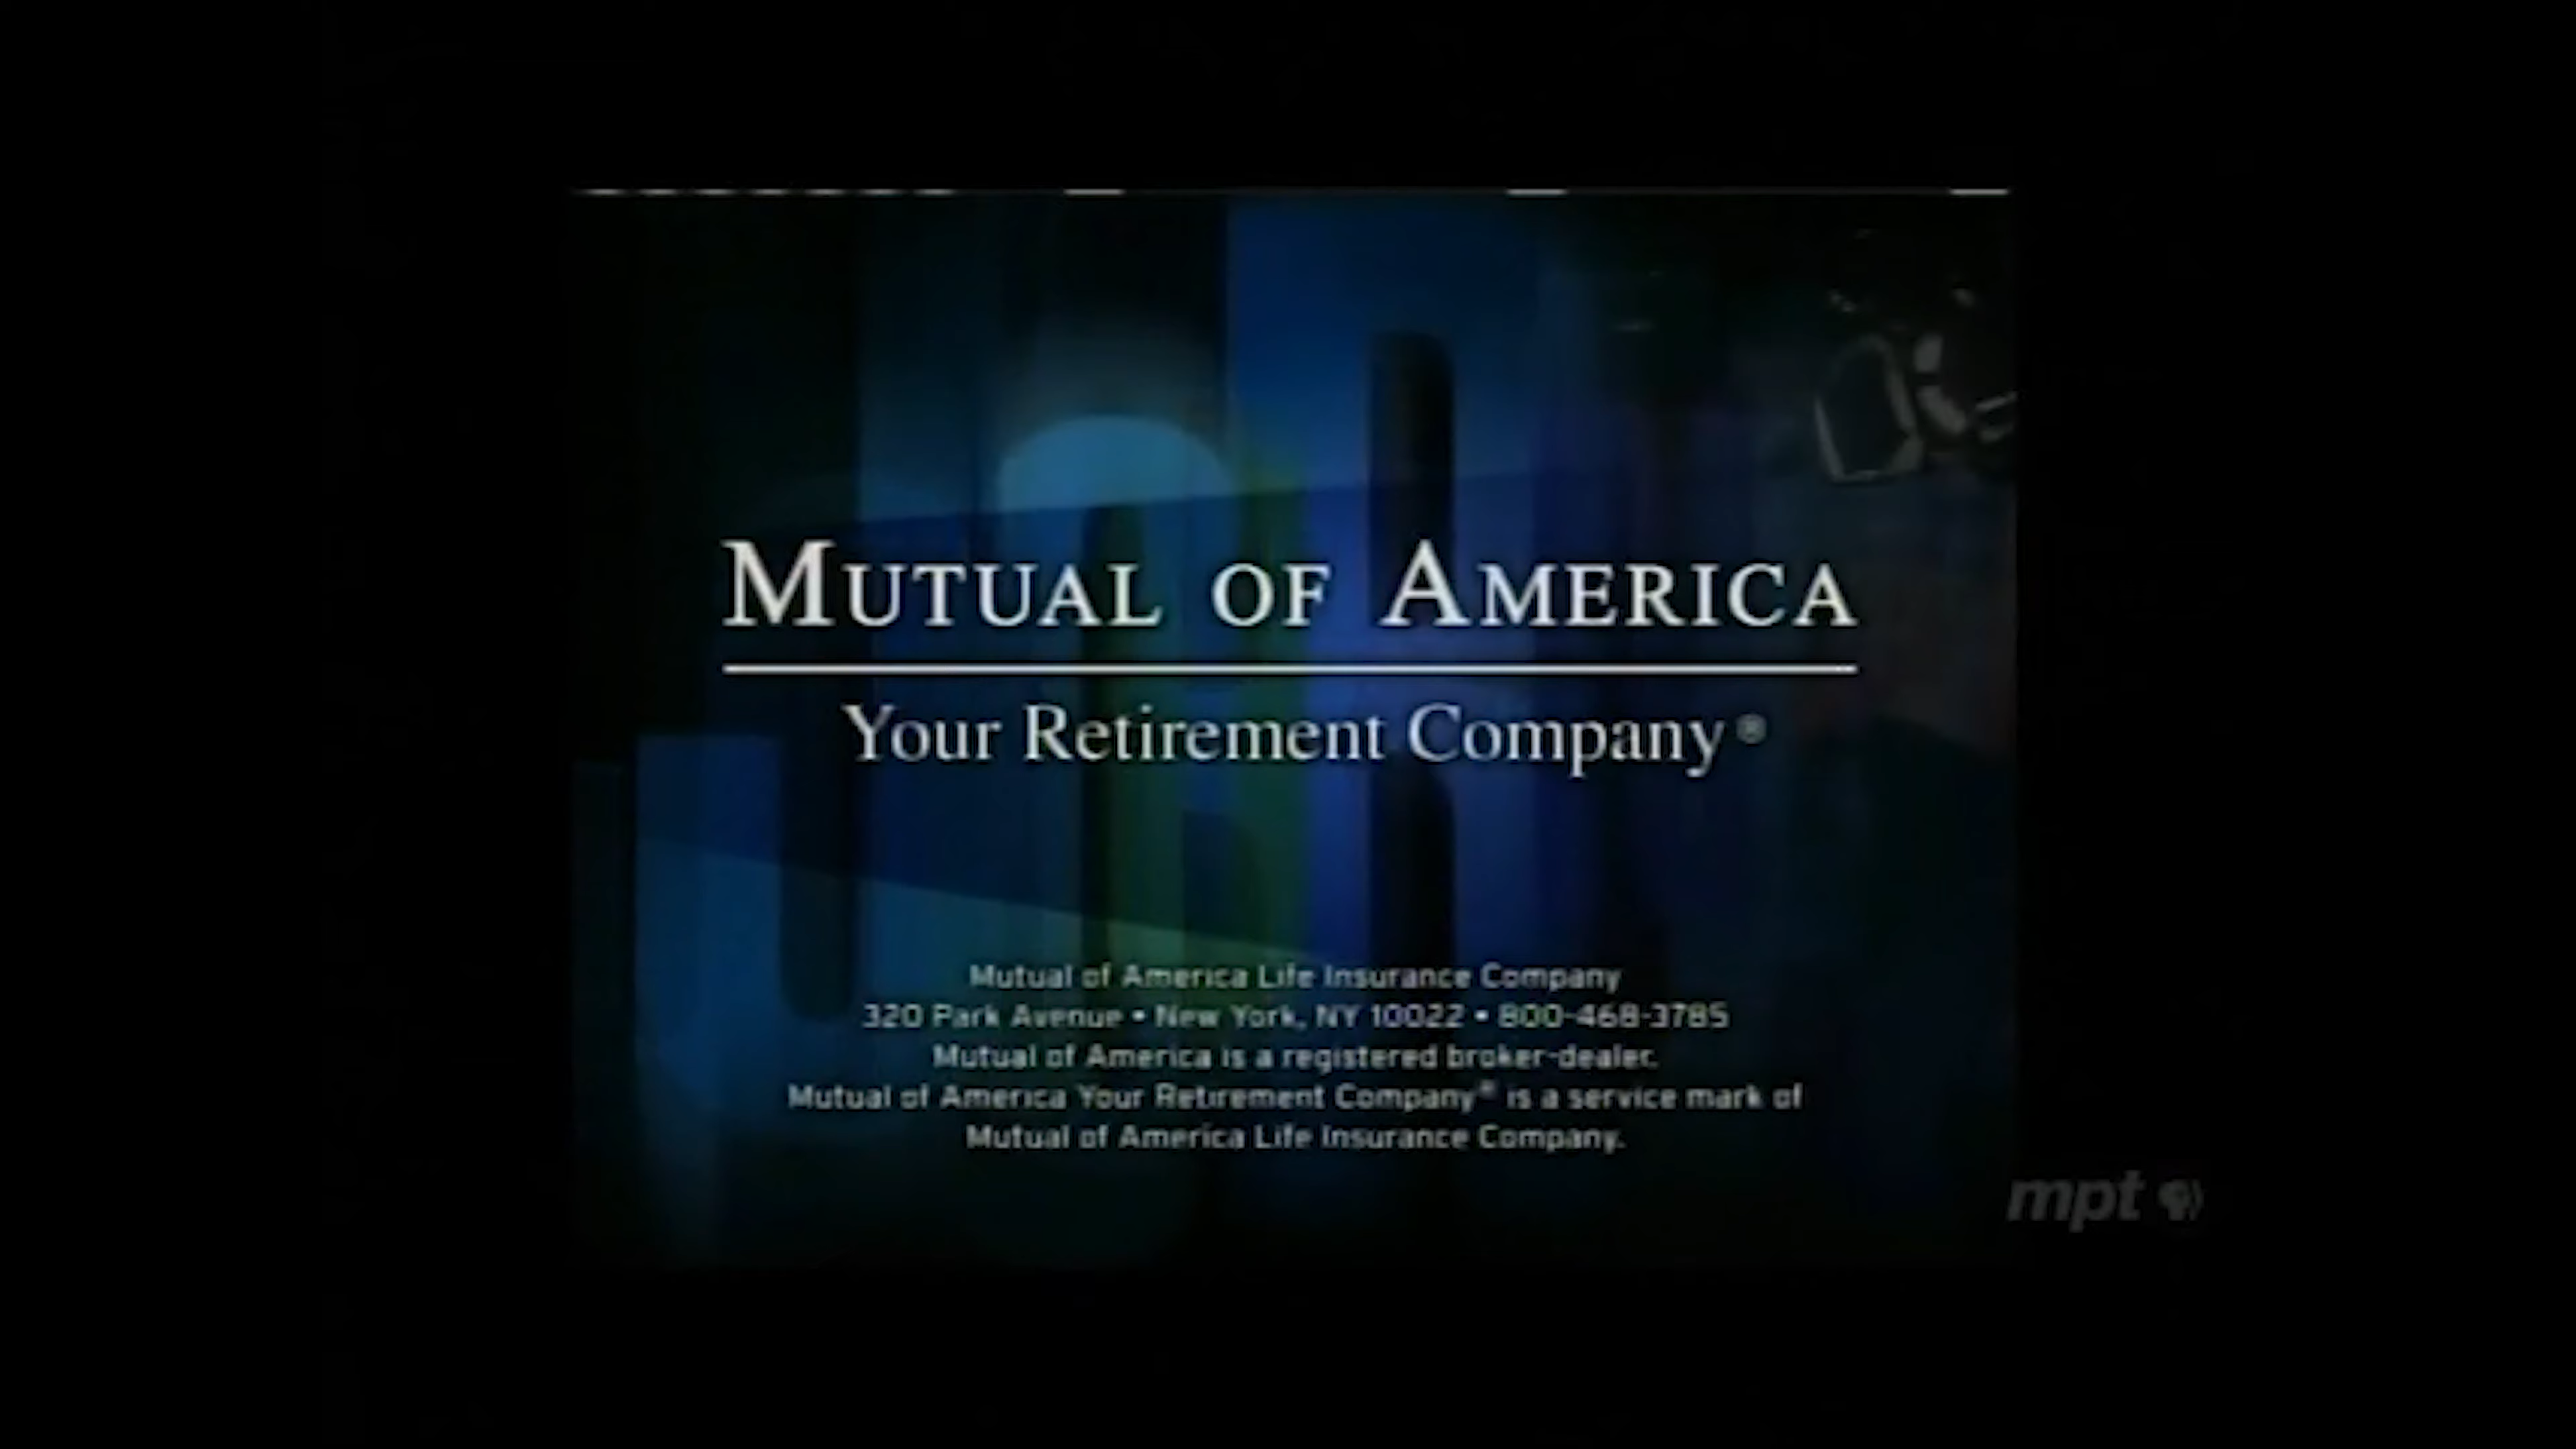 MUTUAL OF AMERICA
Your Retirement Company®
Mutual of America Life Insurance Company
320 Park Avenue • New York, NY 10022 • 800-468-3785
Mutual of America is a registered broker-dealer.
Mutual of America Your Retirement Company® is a service mark of
Mutual of America Life Insurance Company.
mpt